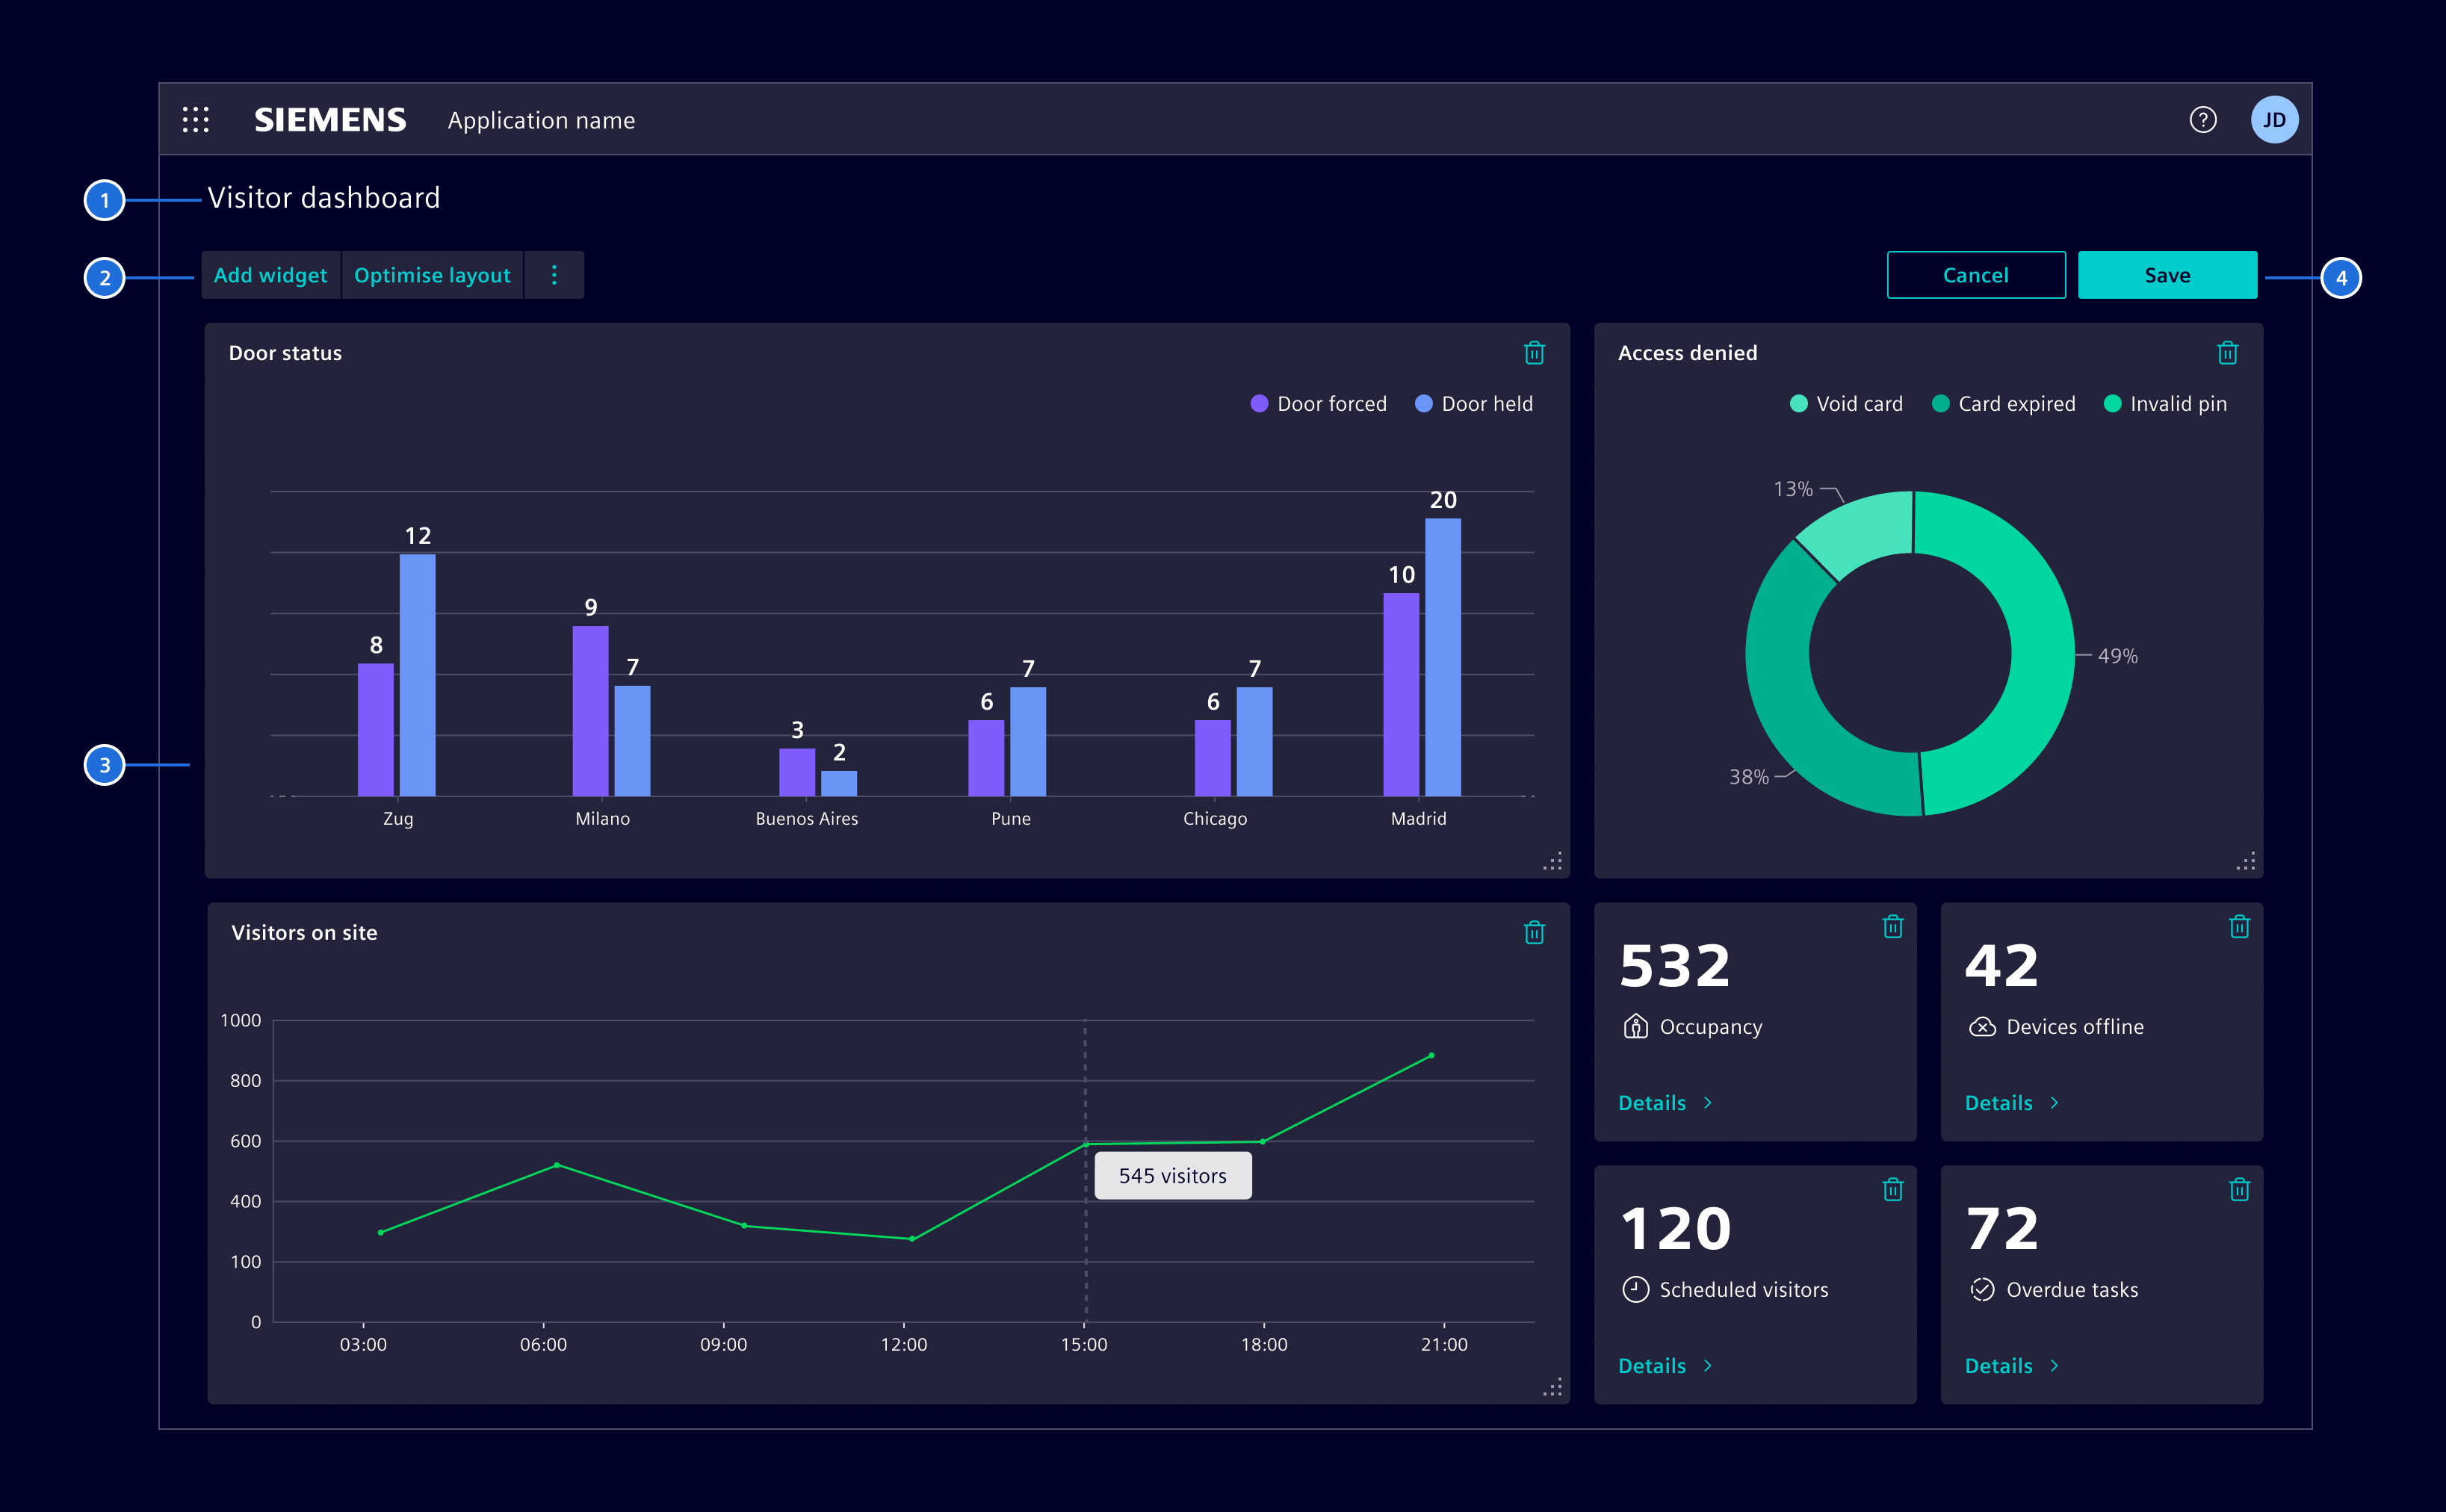 SIEMENS Application name ? JD
1 Visitor dashboard
2 Add widget Optimise layout Cancel Save 4
Door status
Door forced Door held
8 12 9 7 3 2 6 7 6 7 10 20
3
Zug Milano Buenos Aires Pune Chicago Madrid
Access denied
Void card Card expired Invalid pin
13%
49%
38%
Visitors on site
1000
800
600
545 visitors
400
100
0
03:00 06:00 09:00 12:00 15:00 18:00 21:00
532
Occupancy
Details
42
Devices offline
Details
120
Scheduled visitors
Details
72
Overdue tasks
Details